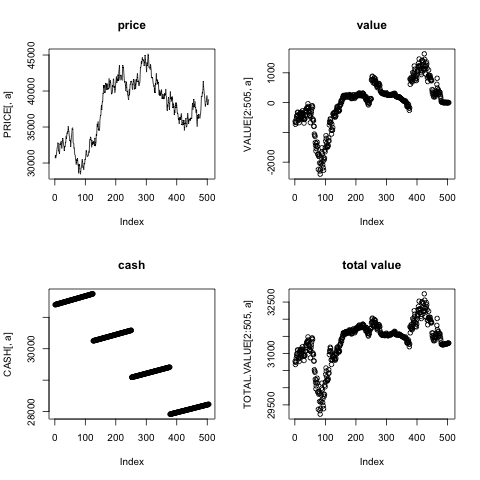 price
PRICE[, a]
30000 35000 40000 45000
0 100 200 300 400 500
Index
value
VALUE[2:505, a]
-2000 0 1000
0 100 200 300 400 500
Index
cash
CASH[, a]
28000 30000
0 100 200 300 400 500
Index
total value
TOTAL.VALUE[2:505, a]
29500 31000 32500
0 100 200 300 400 500
Index